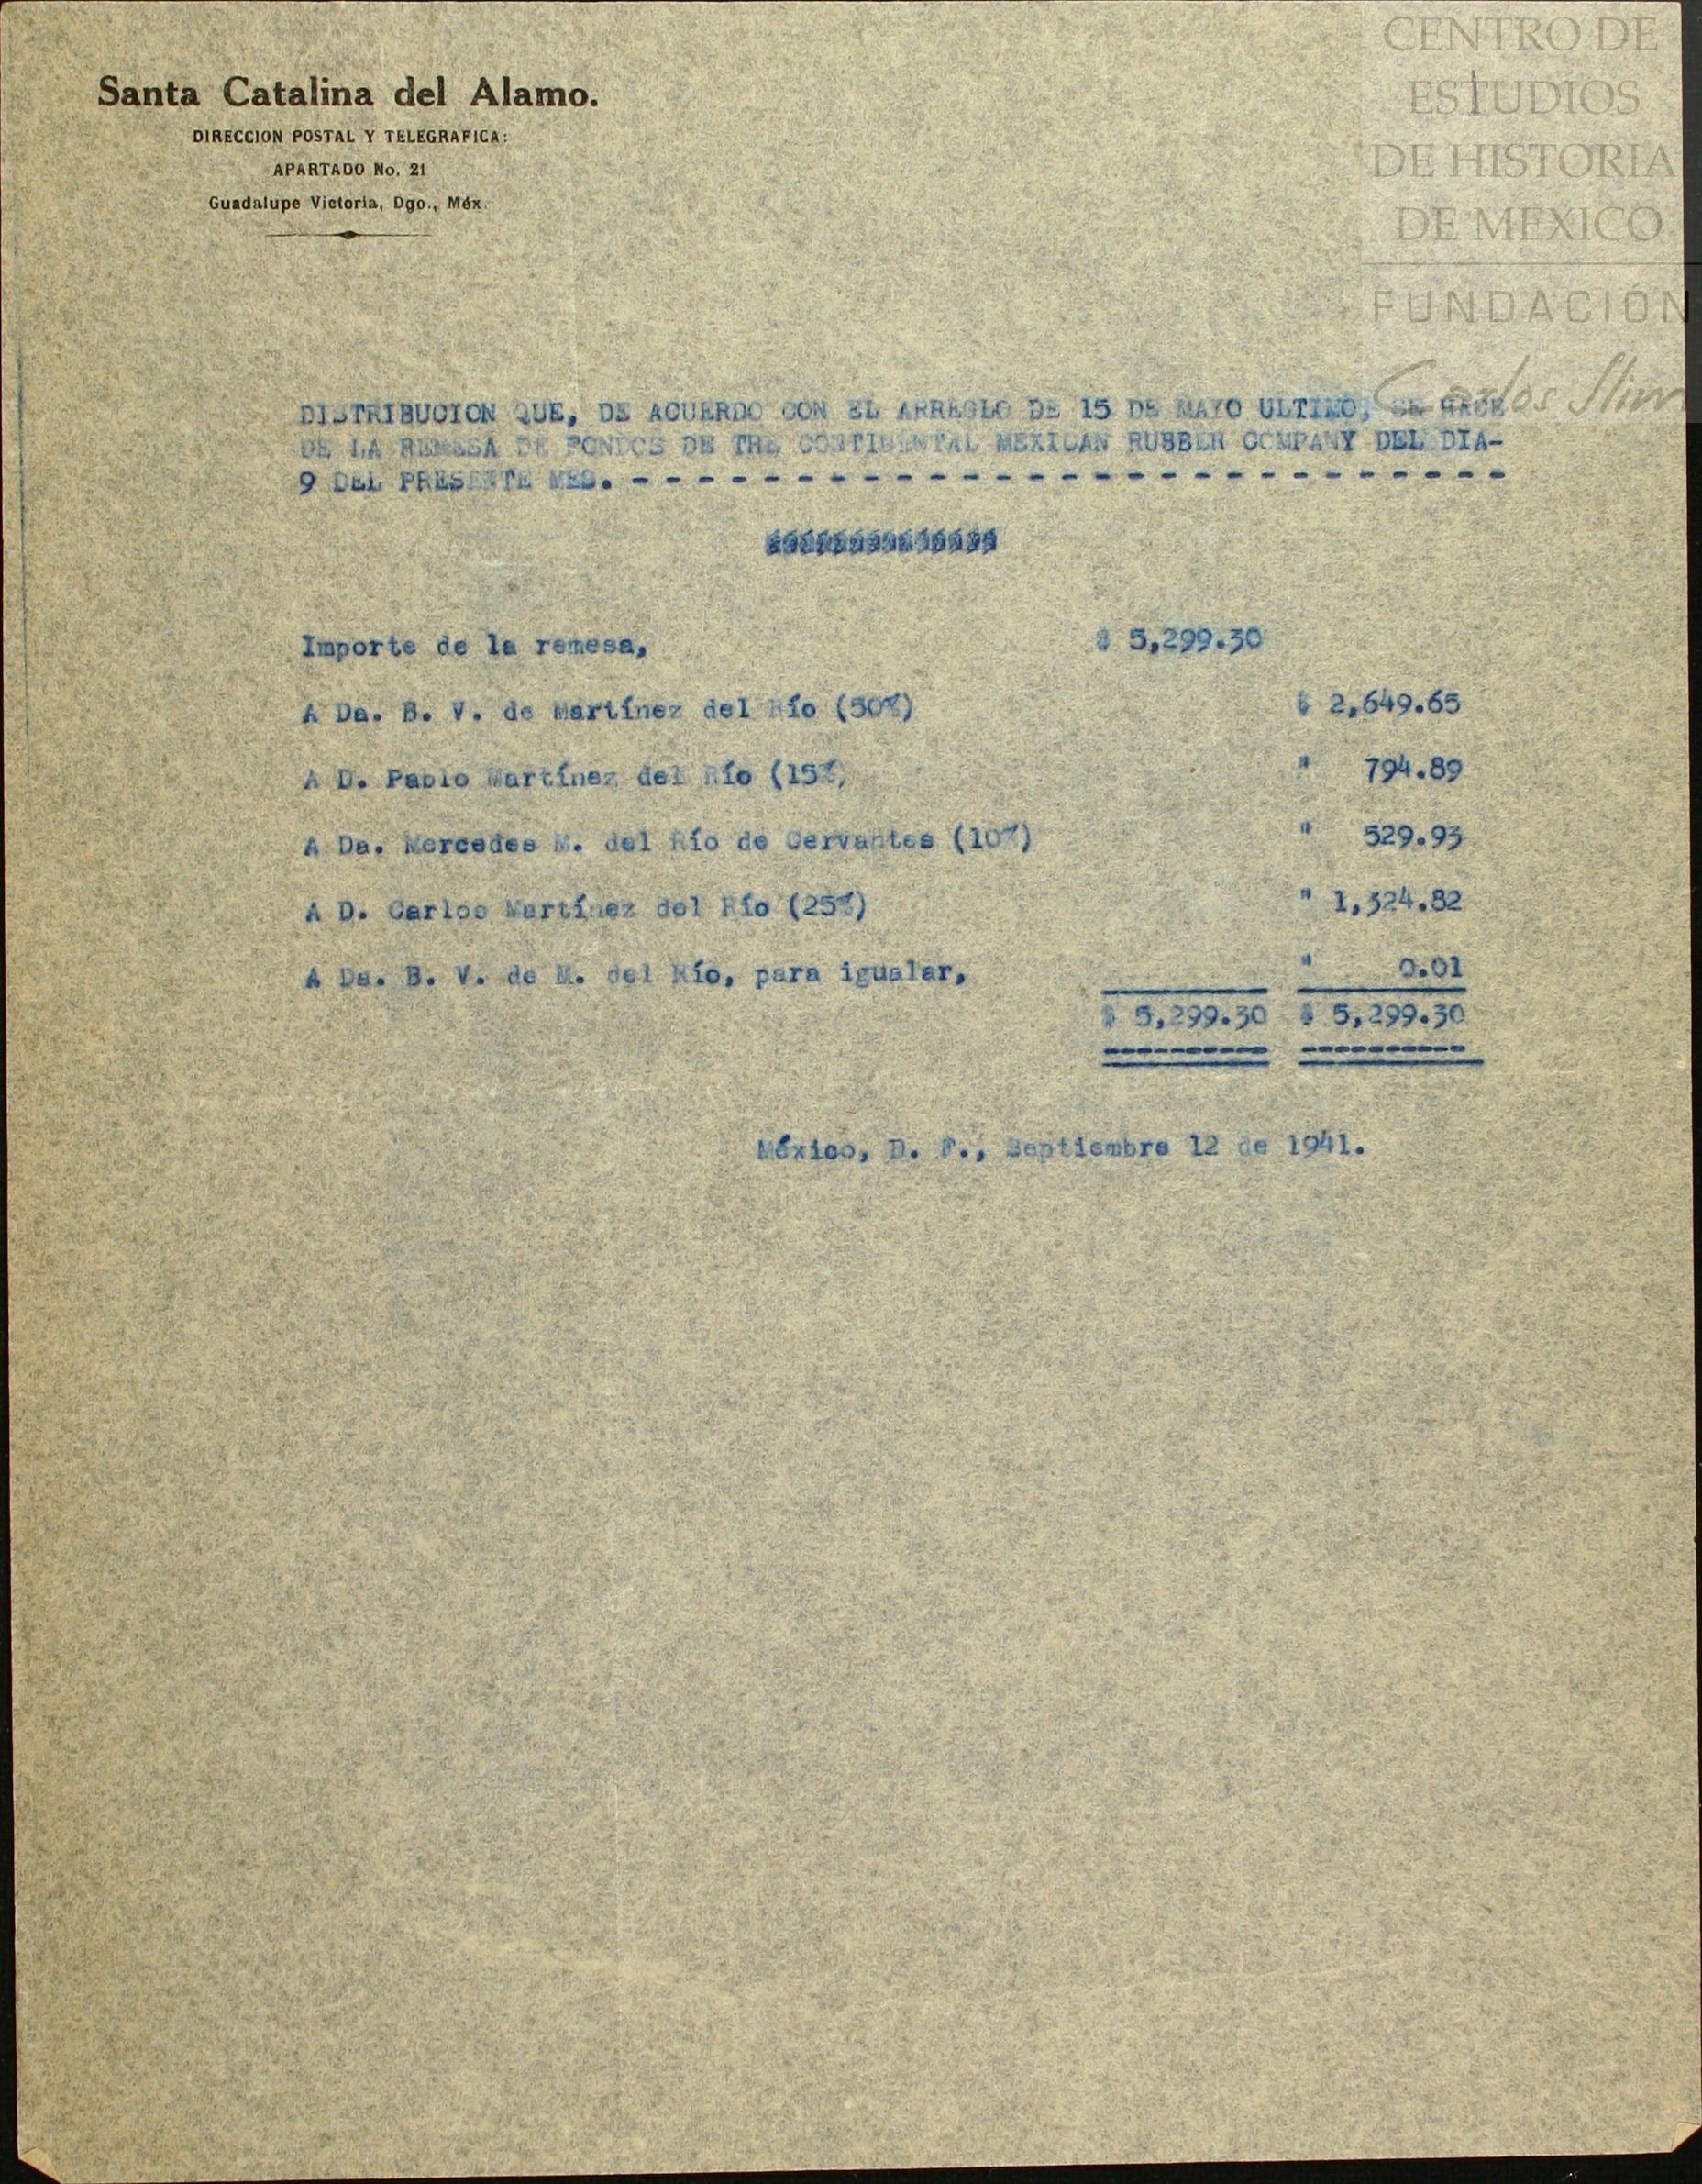 CENTRO DE
ESTUDIOS
DE HISTORIA
DE MEXICO
FUNDACIÓN
Carlos Slim
Santa Catalina del Alamo.
DIRECCION POSTAL Y TELEGRAFICA:
APARTADO No. 21
Guadalupe Victoria, Dgo., Méx.
DISTRIBUCION QUE, DE ACUERDO CON EL ARREGLO DE 15 DE MAYO ULTIMO, SE HACE
DE LA REMESA DE FONDOS DE THE CONTINENTAL MEXICAN RUBBER COMPANY DEL DIA-
9 DEL PRESENTE MES. - - - - - - - - - - - - - - - - - - - - - - - - - - -
Importe de la remesa, $ 5,299.30
A Da. B. V. de Martínez del Río (50%) $ 2,649.65
A D. Pablo Martínez del Río (15%) " 794.89
A Da. Mercedes M. del Río de Cervantes (10%) " 529.93
A D. Carlos Martínez del Río (25%) " 1,324.82
A Da. B. V. de M. del Río, para igualar, " 0.01
$ 5,299.30 $ 5,299.30
México, D. F., Septiembre 12 de 1941.